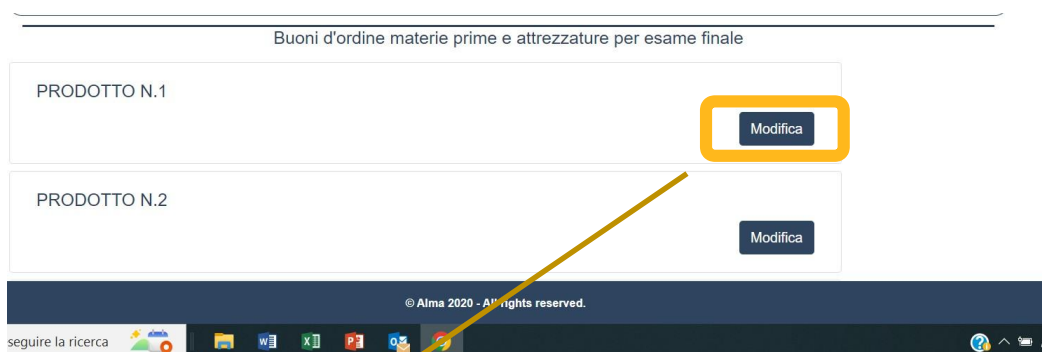 Buoni d'ordine materie prime e attrezzature per esame finale
PRODOTTO N.1
Modifica
PRODOTTO N.2
Modifica
© Alma 2020 - All rights reserved.
seguire la ricerca